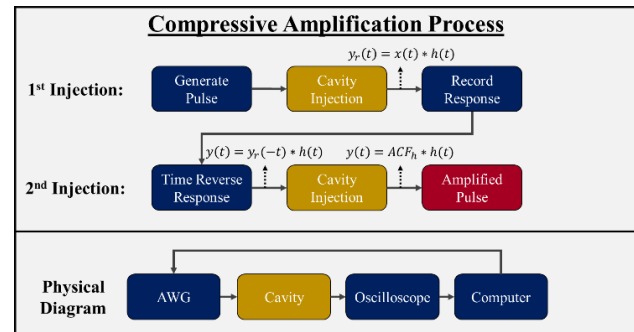 Compressive Amplification Process
y_r(t) = x(t) * h(t)
1st Injection:
Generate
Pulse
Cavity
Injection
Record
Response
y(t) = y_r(-t) * h(t)
y(t) = ACF_h * h(t)
2nd Injection:
Time Reverse
Response
Cavity
Injection
Amplified
Pulse
Physical
Diagram
AWG
Cavity
Oscilloscope
Computer